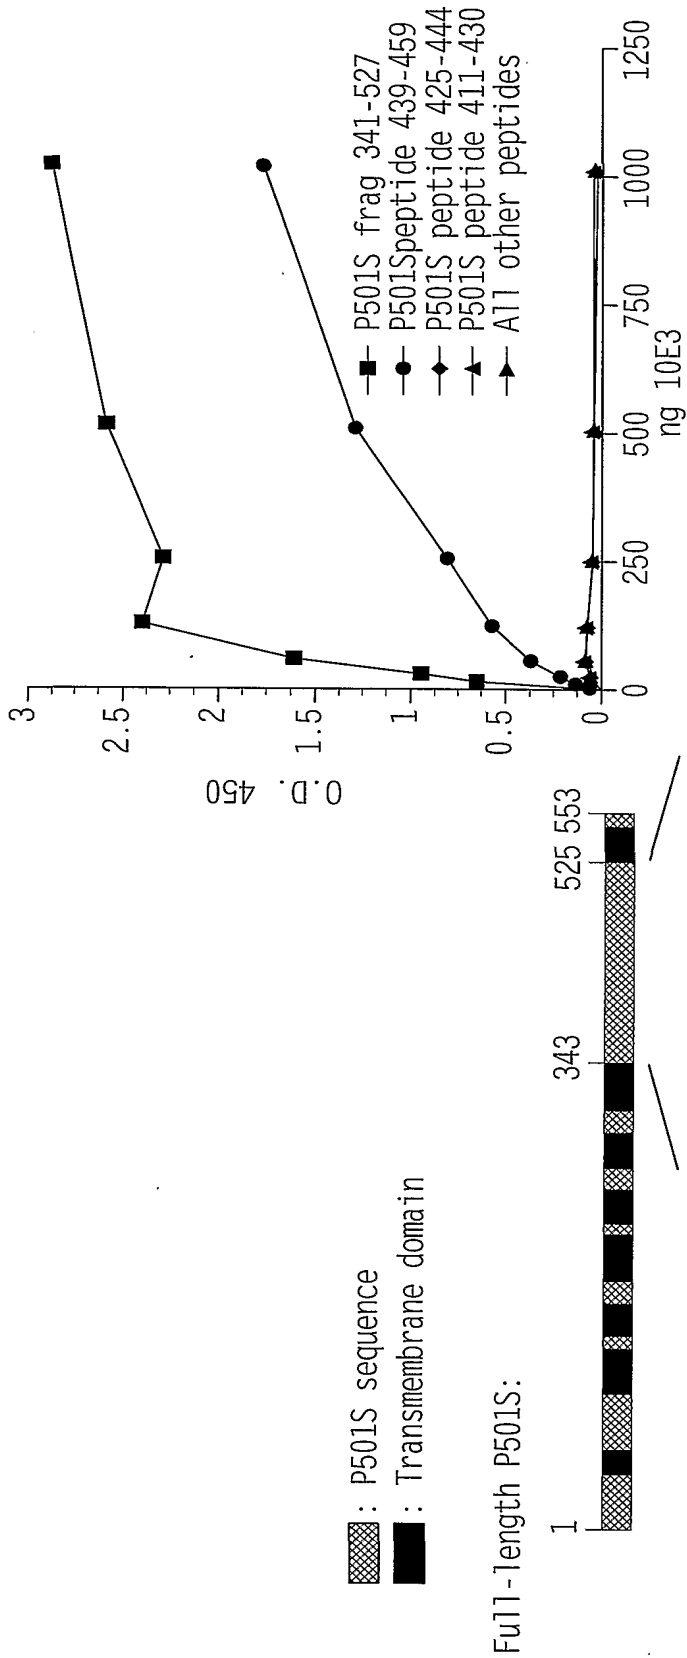 3
2.5
2
1.5
1
0.5
0
O.D. 450
0
250
500
750
1000
1250
ng 10E3
P501S frag 341-527
P501Speptide 439-459
P501S peptide 425-444
P501S peptide 411-430
All other peptides
: P501S sequence
: Transmembrane domain
Full-length P501S:
1
343
525 553